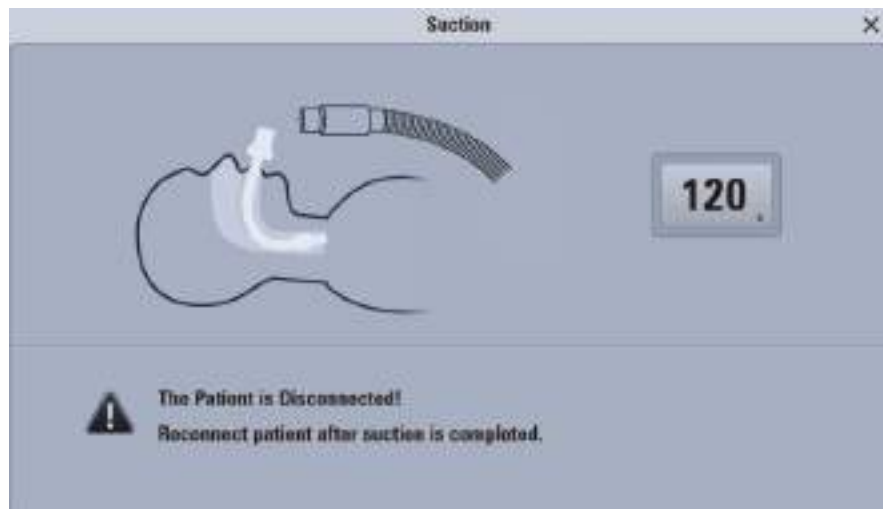 Suction
120 s
The Patient is Disconnected!
Reconnect patient after suction is completed.